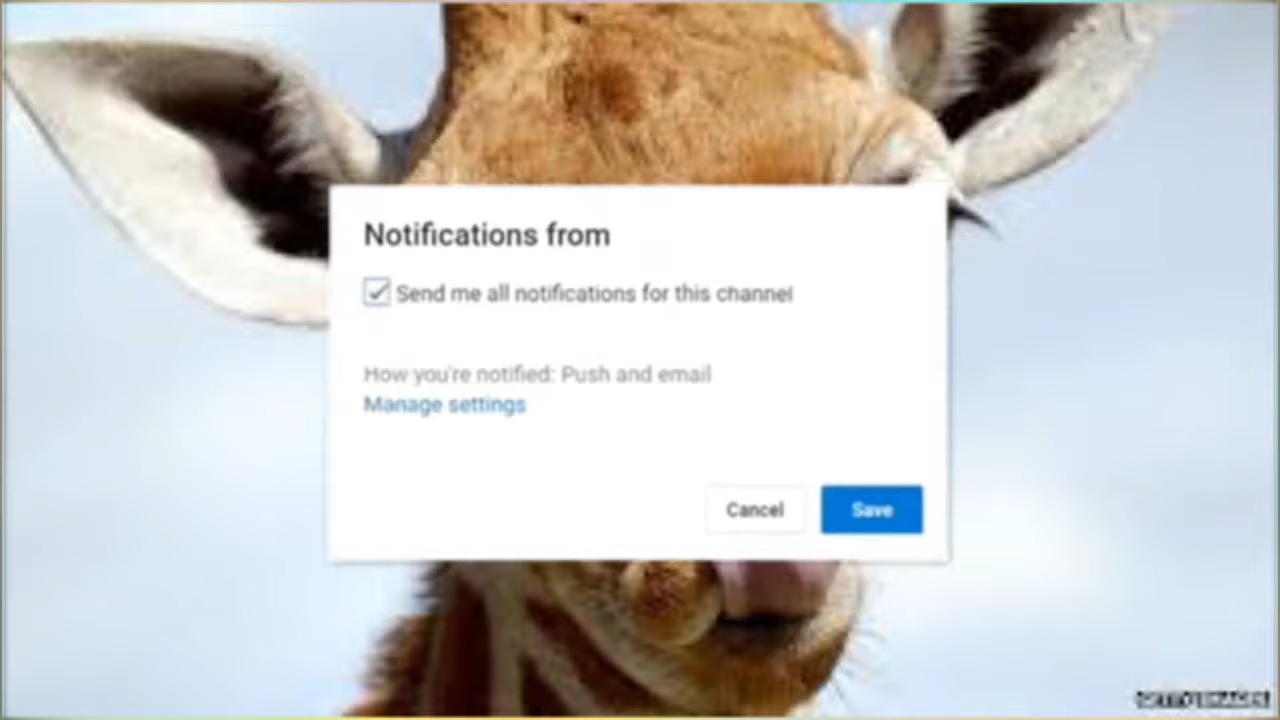 Notifications from
Send me all notifications for this channel
How you're notified: Push and email
Manage settings
Cancel
Save